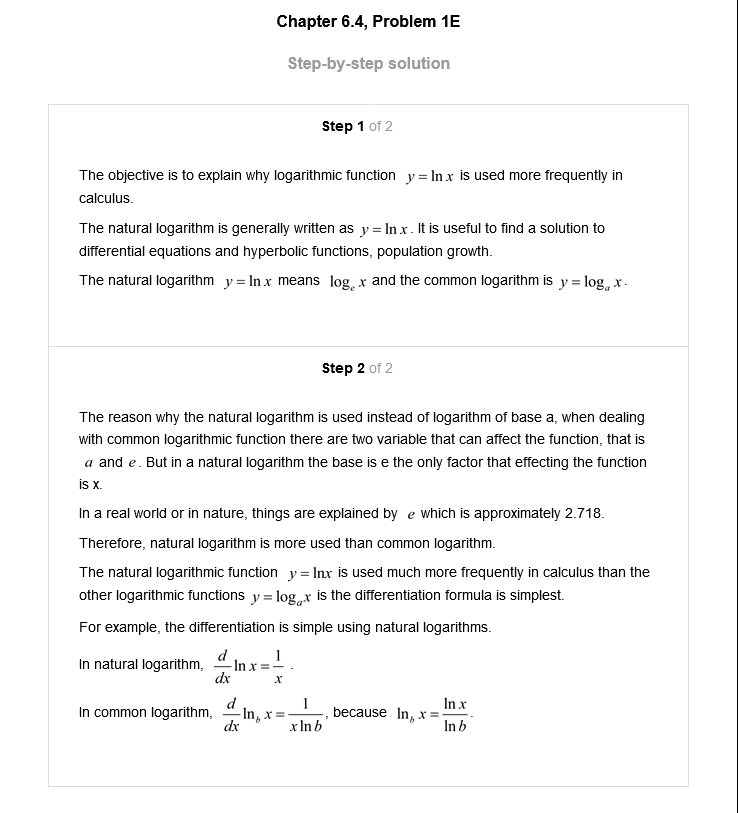 Chapter 6.4, Problem 1E
Step-by-step solution
Step 1 of 2
The objective is to explain why logarithmic function y = ln x is used more frequently in
calculus.
The natural logarithm is generally written as y = ln x. It is useful to find a solution to
differential equations and hyperbolic functions, population growth.
The natural logarithm y = ln x means logₑ x and the common logarithm is y = logₐ x.
Step 2 of 2
The reason why the natural logarithm is used instead of logarithm of base a, when dealing
with common logarithmic function there are two variable that can affect the function, that is
a and e. But in a natural logarithm the base is e the only factor that effecting the function
is x.
In a real world or in nature, things are explained by e which is approximately 2.718.
Therefore, natural logarithm is more used than common logarithm.
The natural logarithmic function y = lnx is used much more frequently in calculus than the
other logarithmic functions y = logₐx is the differentiation formula is simplest.
For example, the differentiation is simple using natural logarithms.
In natural logarithm, d/dx ln x = 1/x.
In common logarithm, d/dx ln_b x = 1/(x ln b), because ln_b x = ln x/ln b.